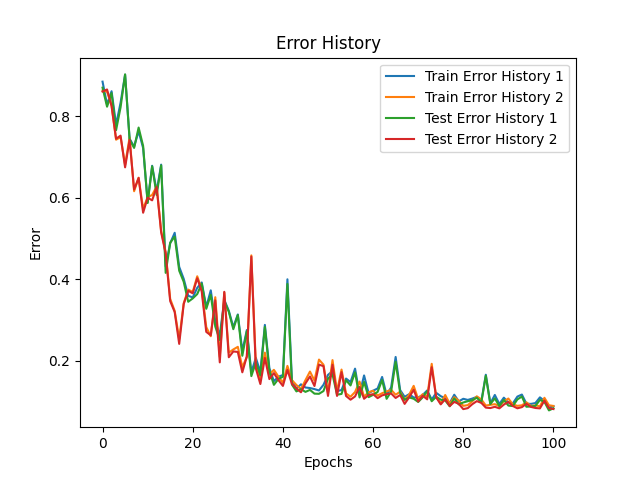 Error History
Train Error History 1
Train Error History 2
Test Error History 1
Test Error History 2
Error
0.8
0.6
0.4
0.2
0 20 40 60 80 100
Epochs